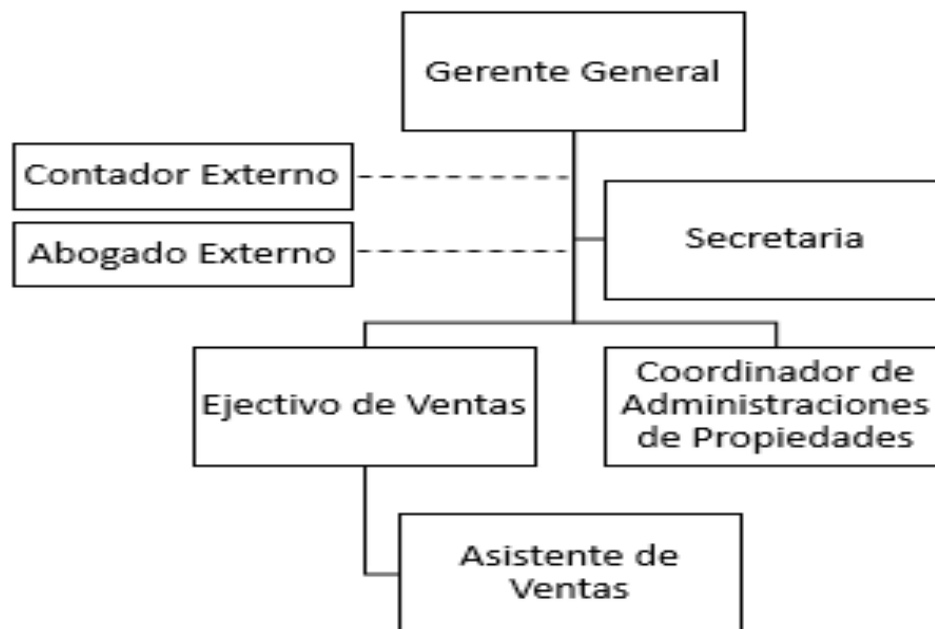 Gerente General
Contador Externo
Abogado Externo
Secretaria
Ejectivo de Ventas
Coordinador de
Administraciones
de Propiedades
Asistente de
Ventas